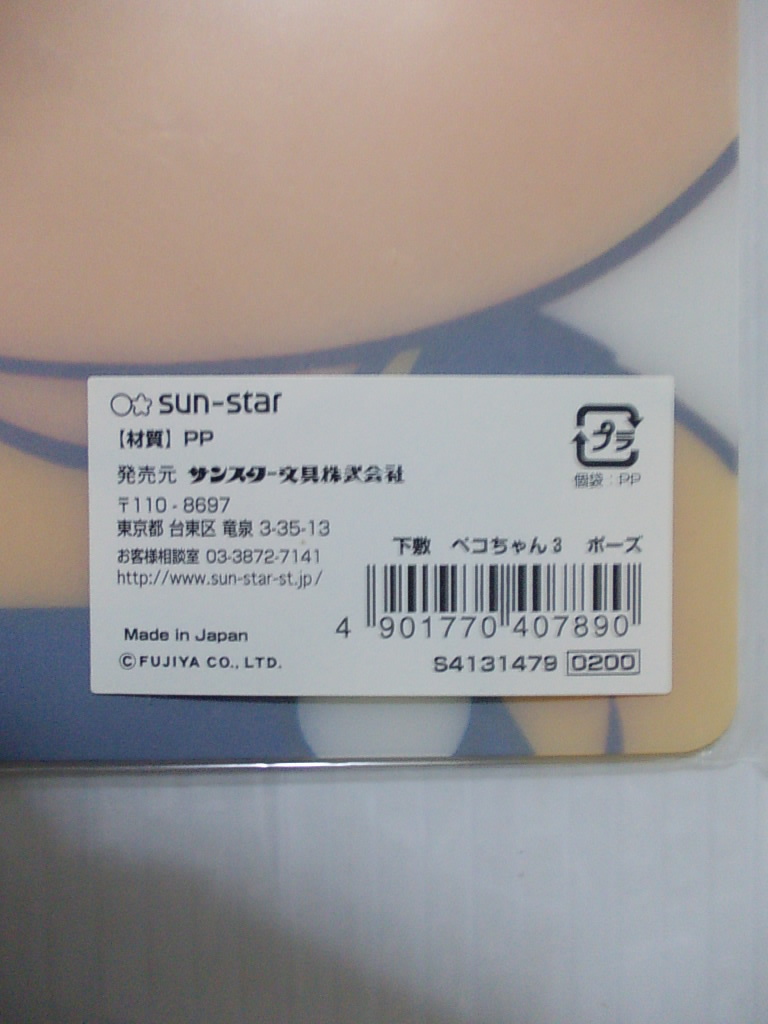 sun-star
【材質】 PP
発売元 サンスター文具株式会社
〒110-8697
東京都 台東区 竜泉 3-35-13
お客様相談室 03-3872-7141
http://www.sun-star-st.jp/
Made in Japan
©FUJIYA CO., LTD.
プラ
個袋:PP
下敷 ペコちゃん3 ポーズ
4 901770 407890
S4131479 0200